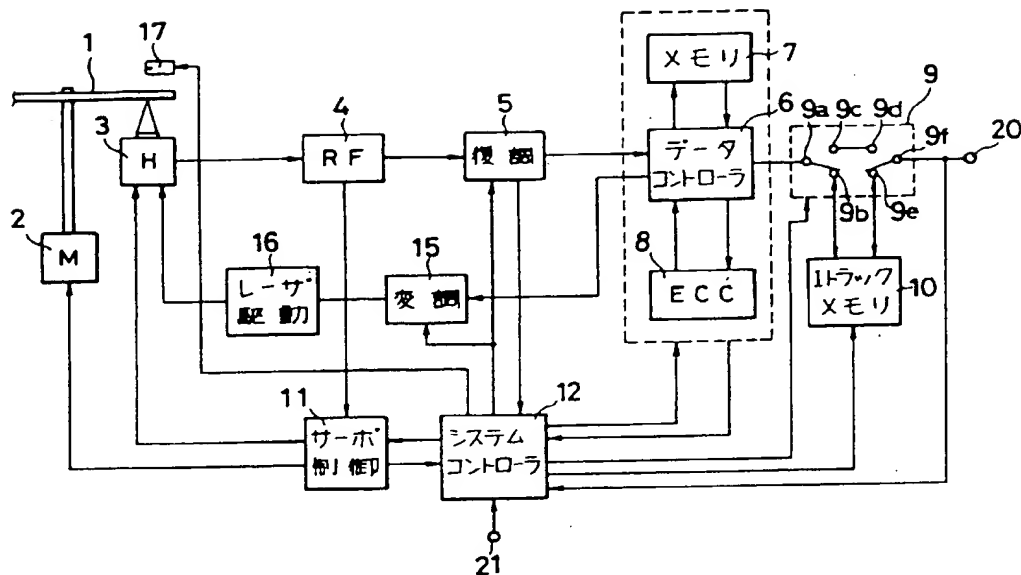 17
1
3
H
2
M
4
RF
5
復調
16
レーザ
駆動
15
変調
11
サーボ
制御
12
システム
コントローラ
21
メモリ
7
6
データ
コントローラ
8
ECC
9
9a
9c
9d
9f
9b
9e
20
1トラック
メモリ
10